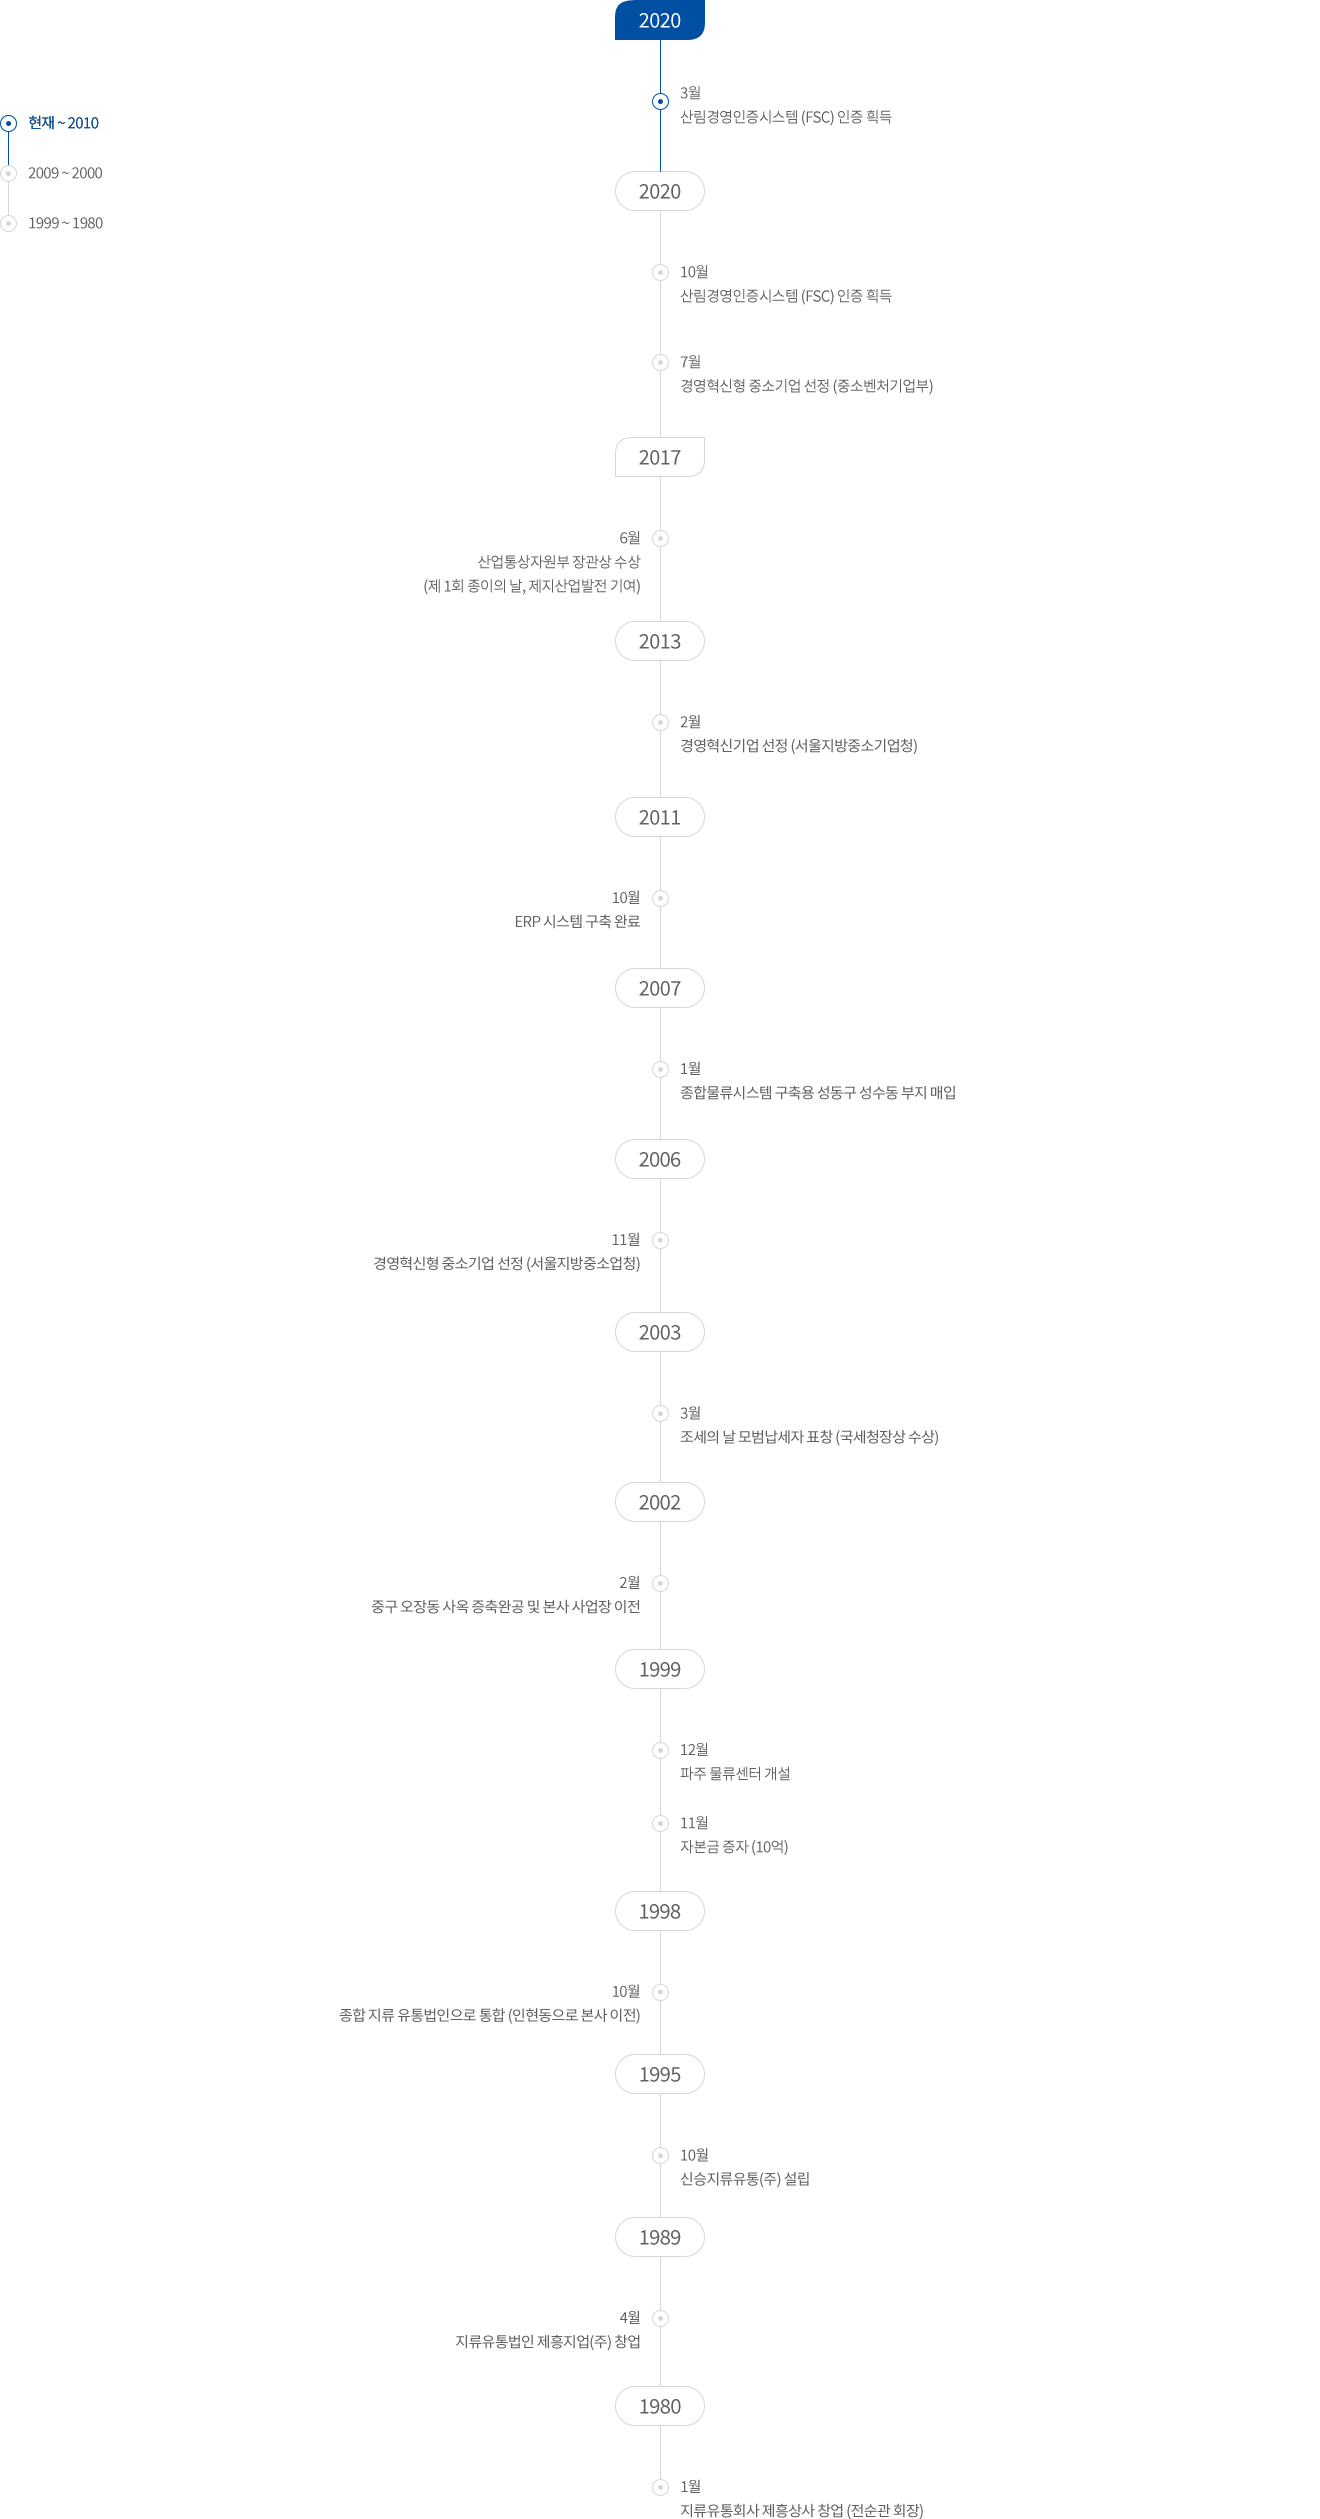 2020
3월
산림경영인증시스템 (FSC) 인증 획득
현재 ~ 2010
2009 ~ 2000
1999 ~ 1980
2020
10월
산림경영인증시스템 (FSC) 인증 획득
7월
경영혁신형 중소기업 선정 (중소벤처기업부)
2017
6월
산업통상자원부 장관상 수상
(제 1회 종이의 날, 제지산업발전 기여)
2013
2월
경영혁신기업 선정 (서울지방중소기업청)
2011
10월
ERP 시스템 구축 완료
2007
1월
종합물류시스템 구축용 성동구 성수동 부지 매입
2006
11월
경영혁신형 중소기업 선정 (서울지방중소업청)
2003
3월
조세의 날 모범납세자 표창 (국세청장상 수상)
2002
2월
중구 오장동 사옥 증축완공 및 본사 사업장 이전
1999
12월
파주 물류센터 개설
11월
자본금 증자 (10억)
1998
10월
종합 지류 유통법인으로 통합 (인현동으로 본사 이전)
1995
10월
신승지류유통(주) 설립
1989
4월
지류유통법인 제흥지업(주) 창업
1980
1월
지류유통회사 제흥상사 창업 (전순관 회장)